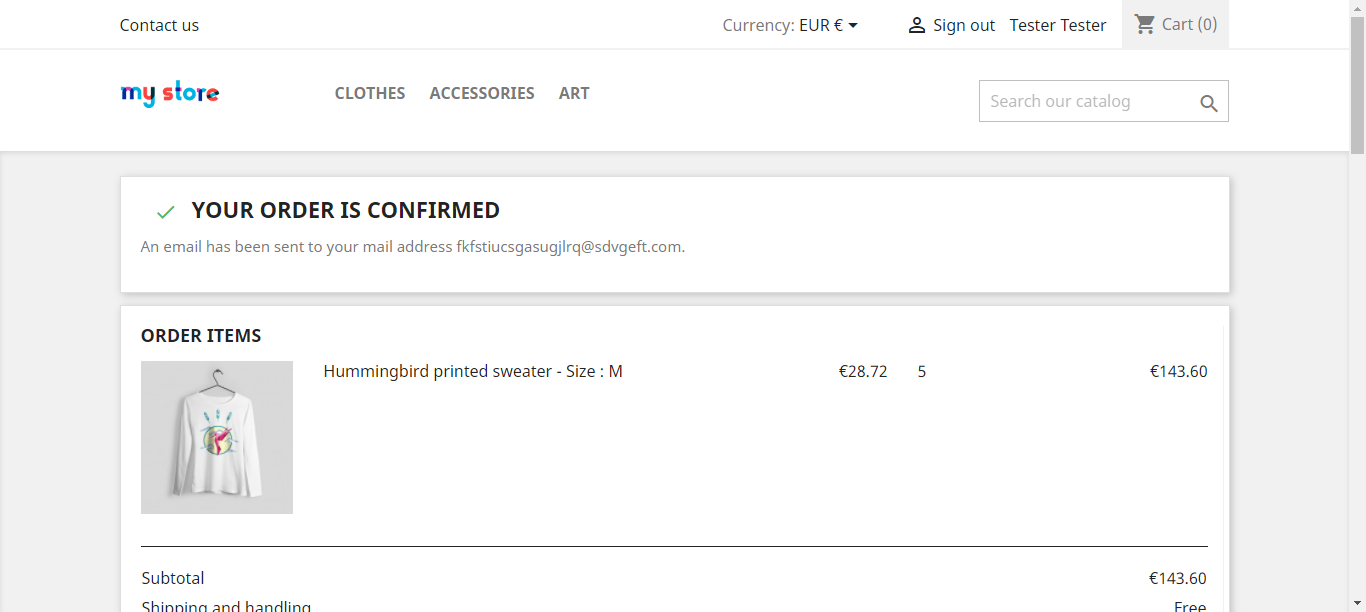 Contact us
Currency: EUR €
Sign out
Tester Tester
Cart (0)
my store
CLOTHES
ACCESSORIES
ART
Search our catalog
YOUR ORDER IS CONFIRMED
An email has been sent to your mail address fkfstiucsgasugjlrq@sdvgeft.com.
ORDER ITEMS
Hummingbird printed sweater - Size : M €28.72 5 €143.60
Subtotal €143.60
Shipping and handling Free